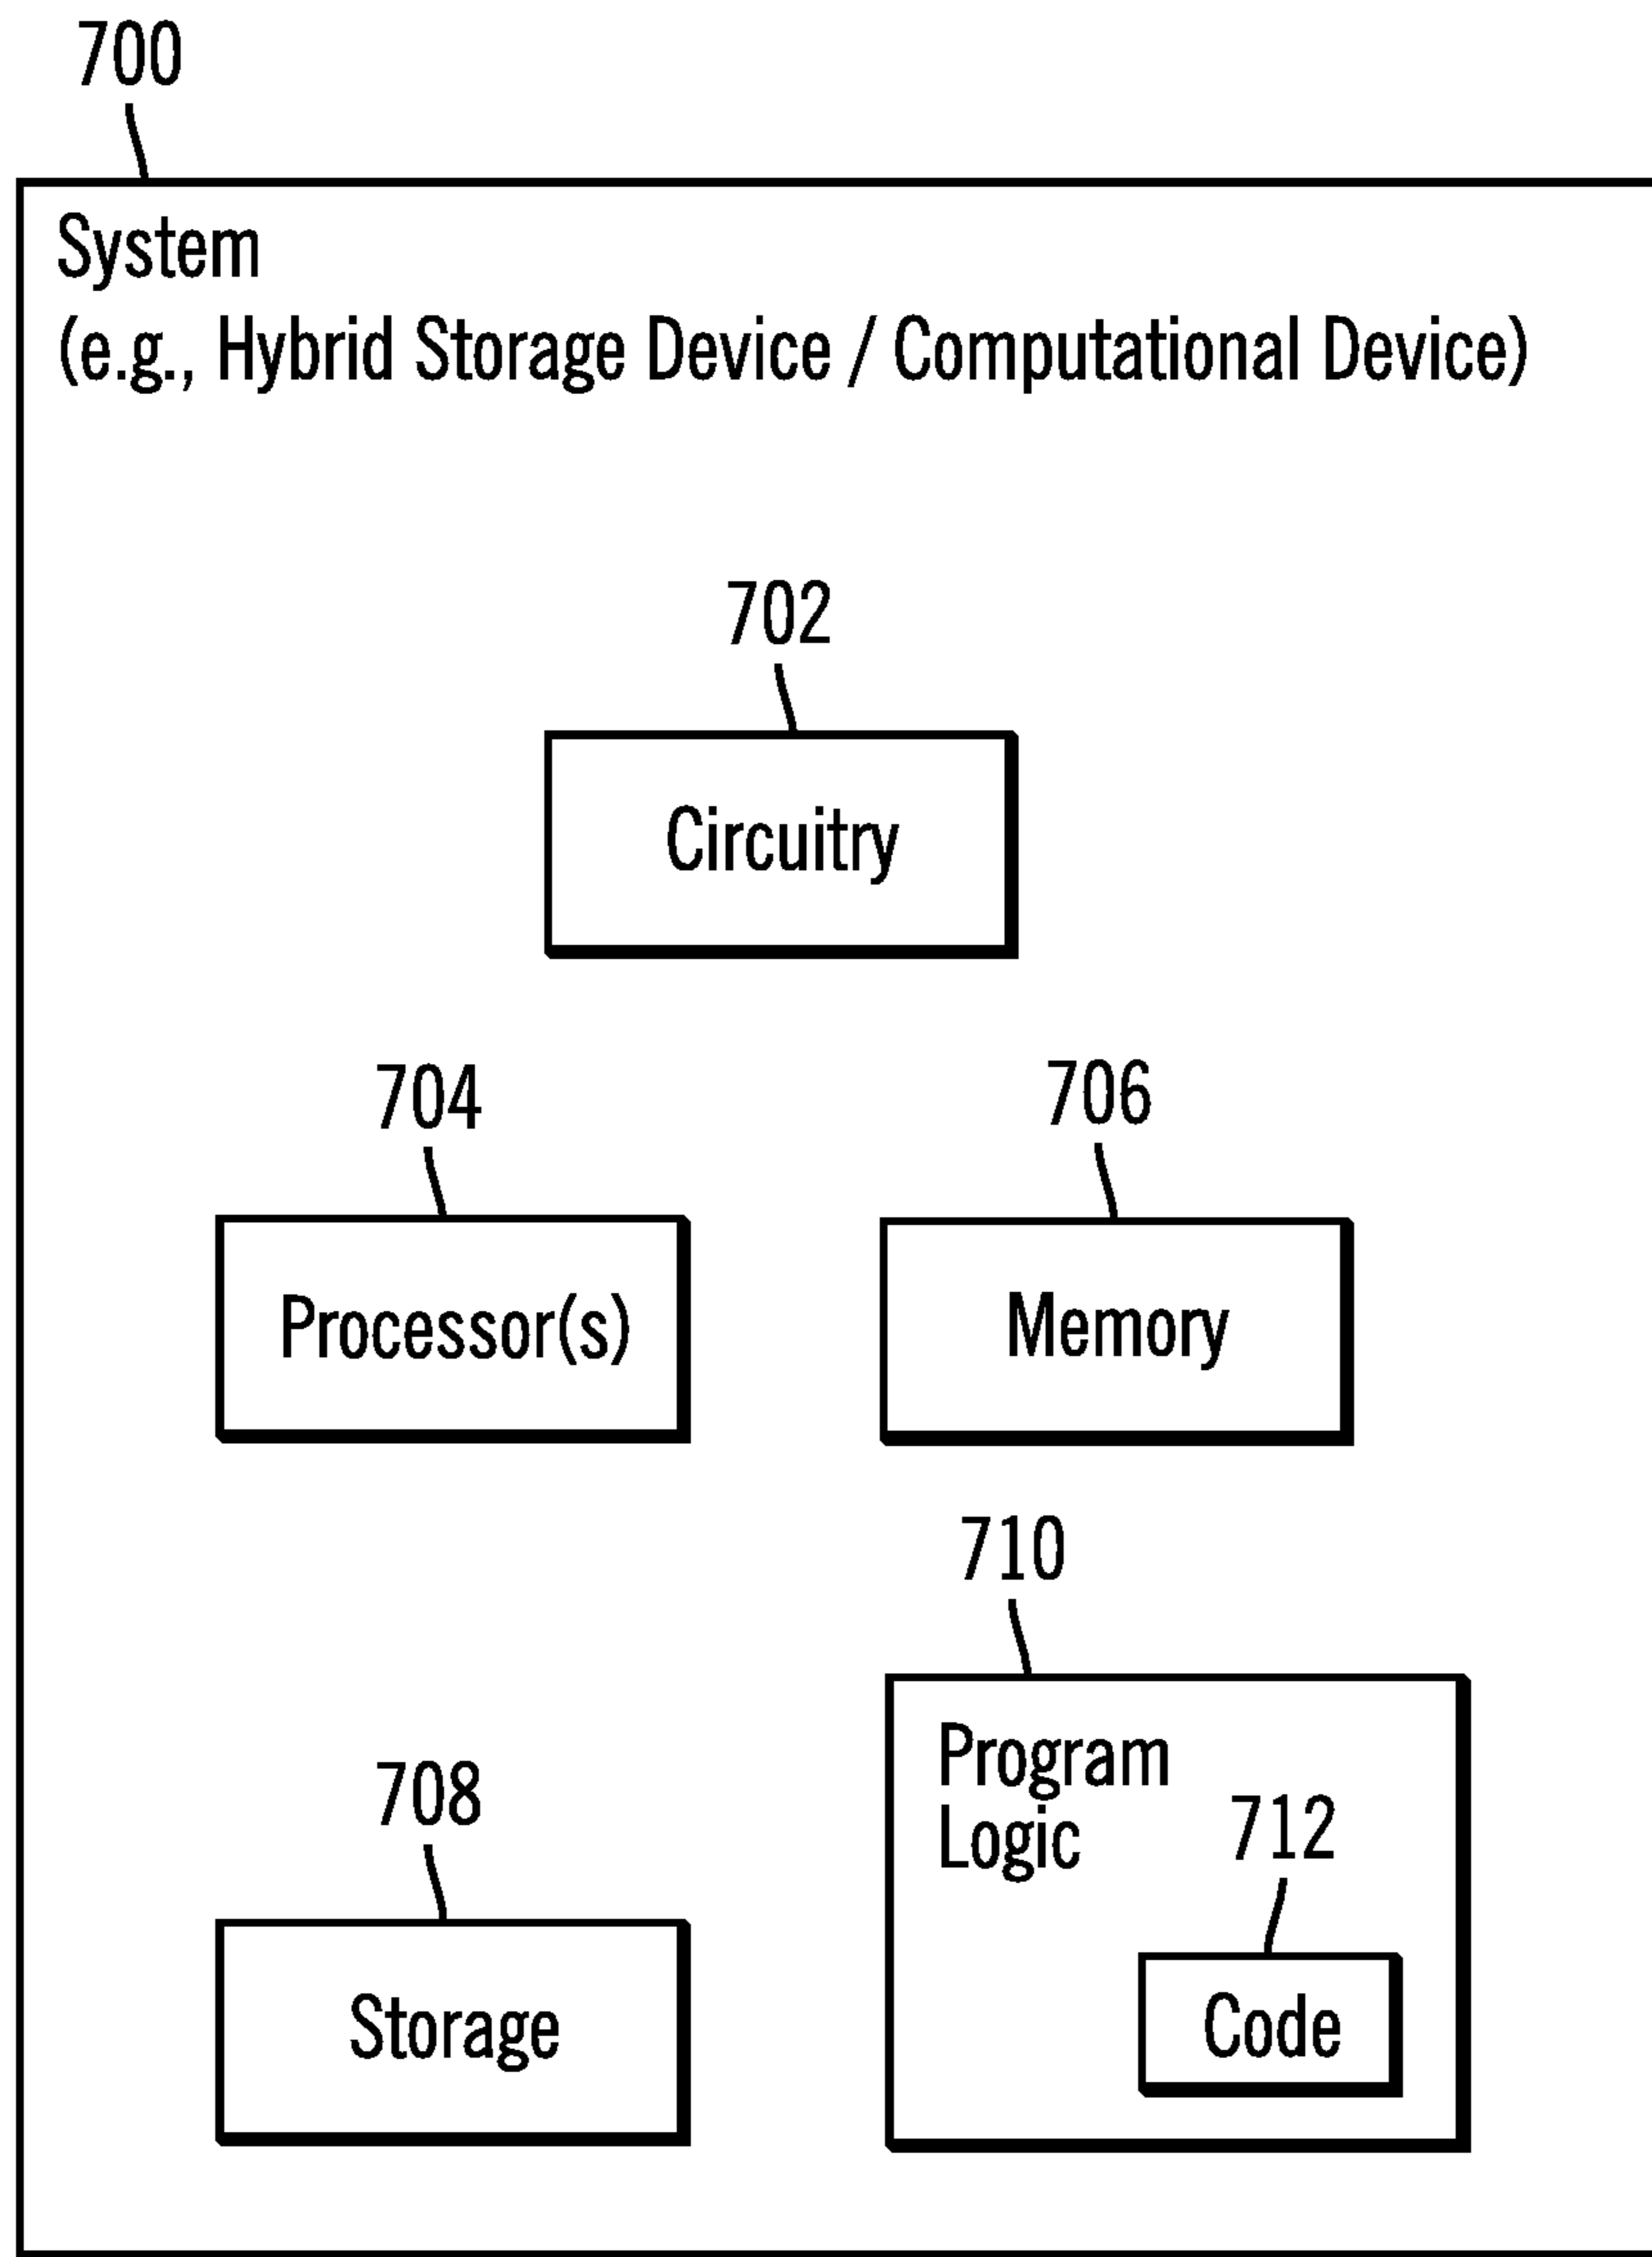 700
System
(e.g., Hybrid Storage Device / Computational Device)
702
Circuitry
704
706
Processor(s)
Memory
710
Program
Logic
708
712
Storage
Code